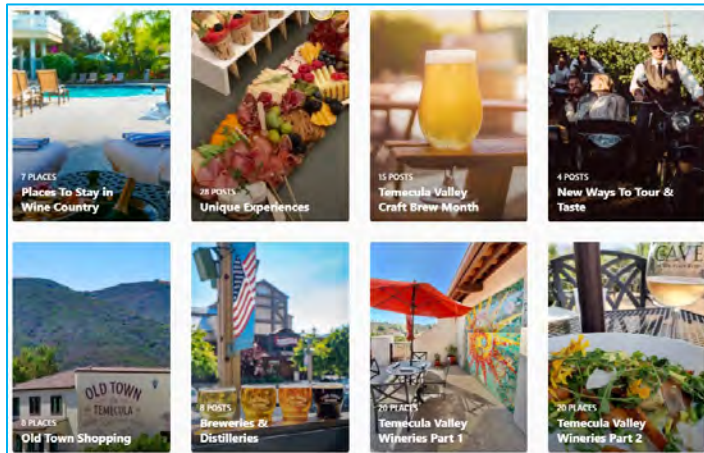 7 PLACES
Places To Stay in
Wine Country
28 POSTS
Unique Experiences
15 POSTS
Temecula Valley
Craft Brew Month
4 POSTS
New Ways To Tour &
Taste
OLD TOWN
TEMECULA
8 PLACES
Old Town Shopping
8 POSTS
Breweries &
Distilleries
20 PLACES
Temecula Valley
Wineries Part 1
CAVE
20 PLACES
Temecula Valley
Wineries Part 2